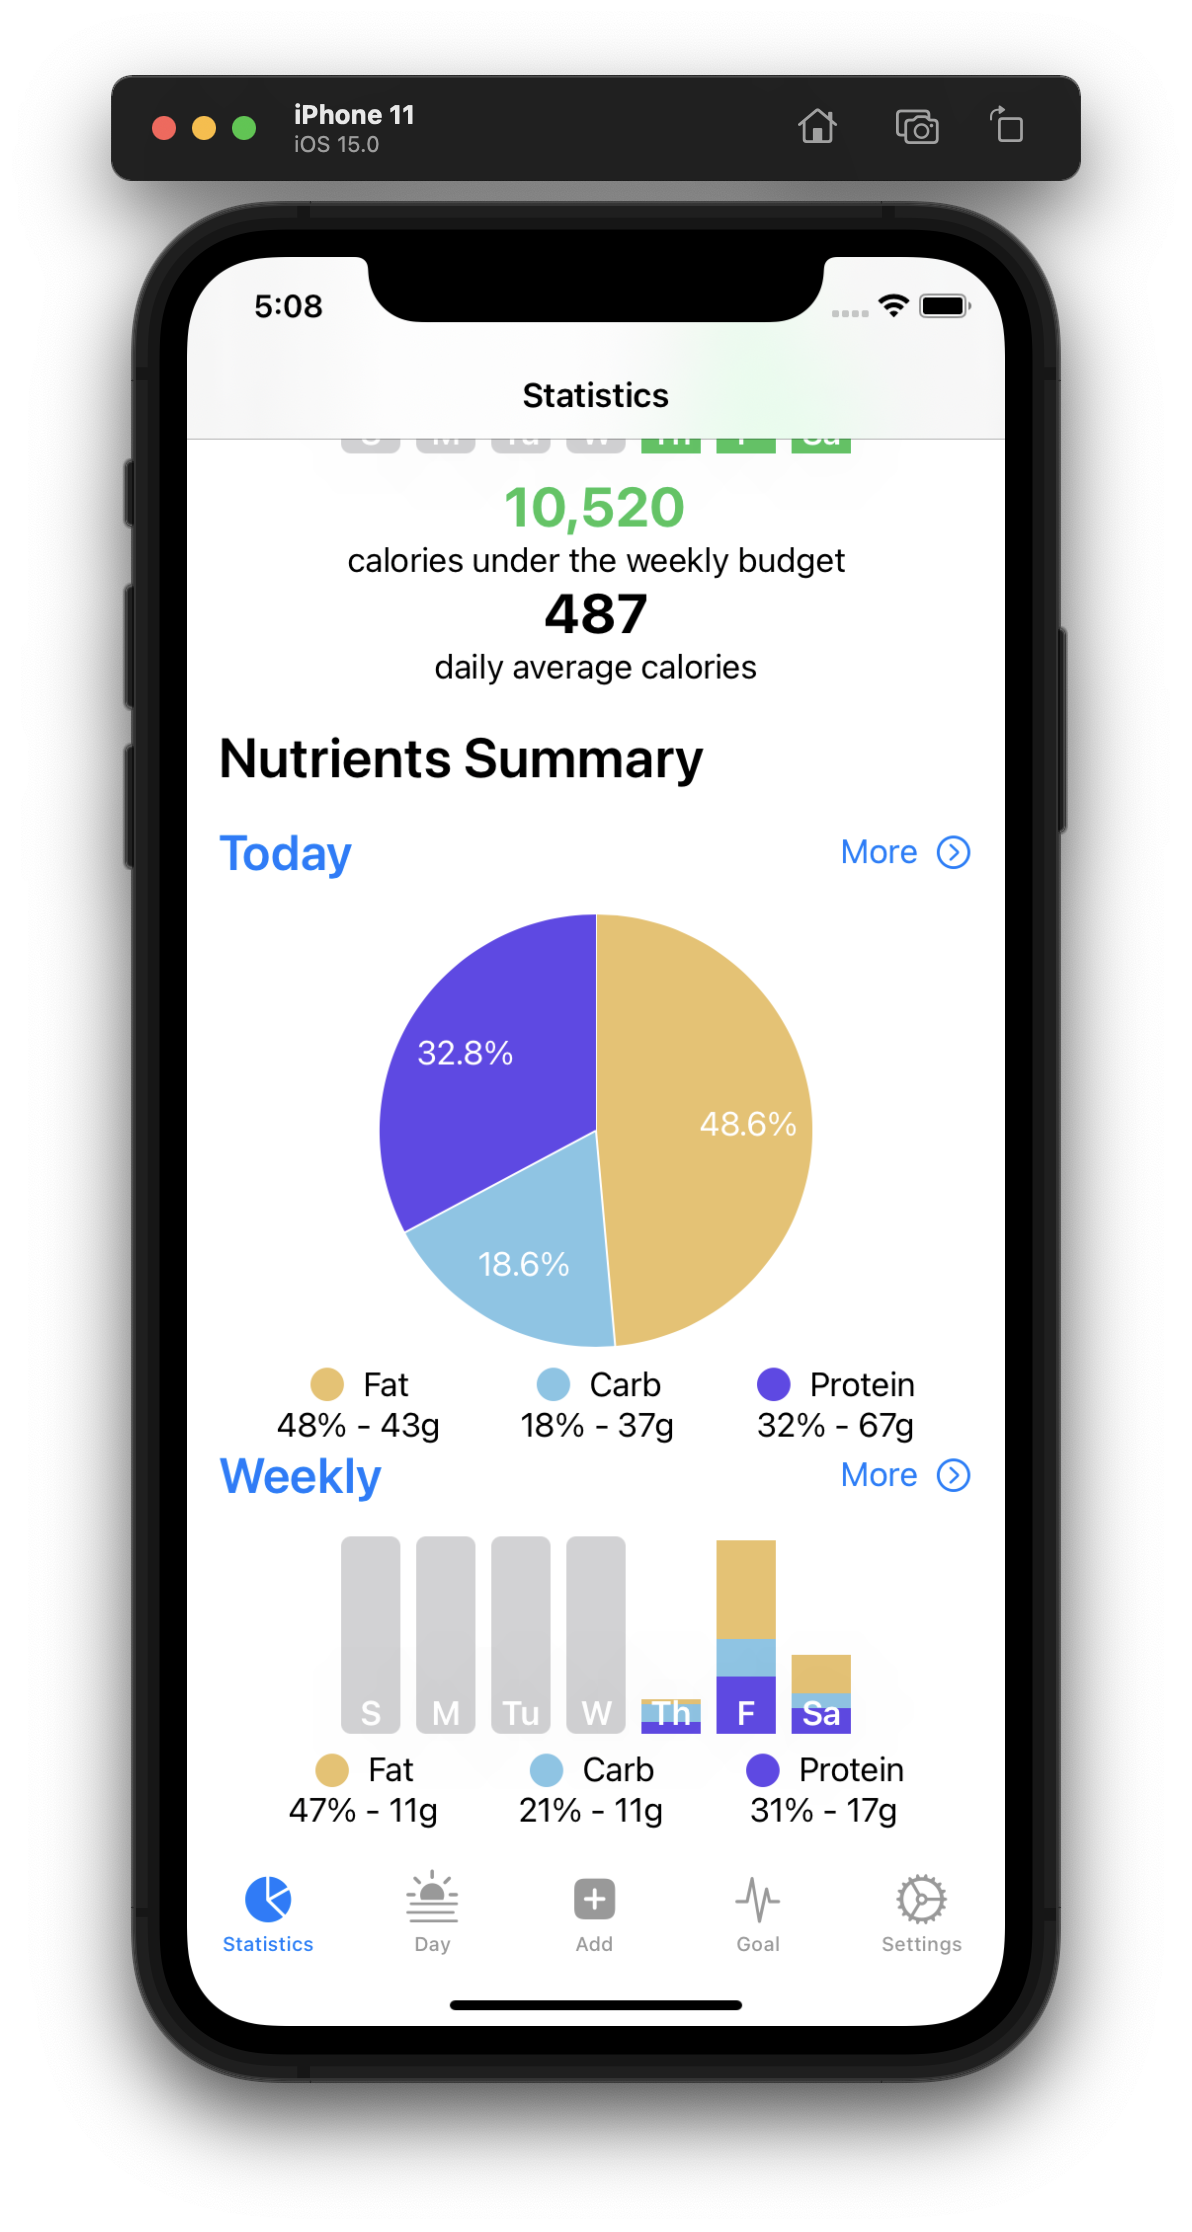 iPhone 11
iOS 15.0
5:08
Statistics
S M Tu W Th F Sa
10,520
calories under the weekly budget
487
daily average calories
Nutrients Summary
Today More
32.8%
48.6%
18.6%
Fat Carb Protein
48% - 43g 18% - 37g 32% - 67g
Weekly More
S M Tu W Th F Sa
Fat Carb Protein
47% - 11g 21% - 11g 31% - 17g
Statistics Day Add Goal Settings